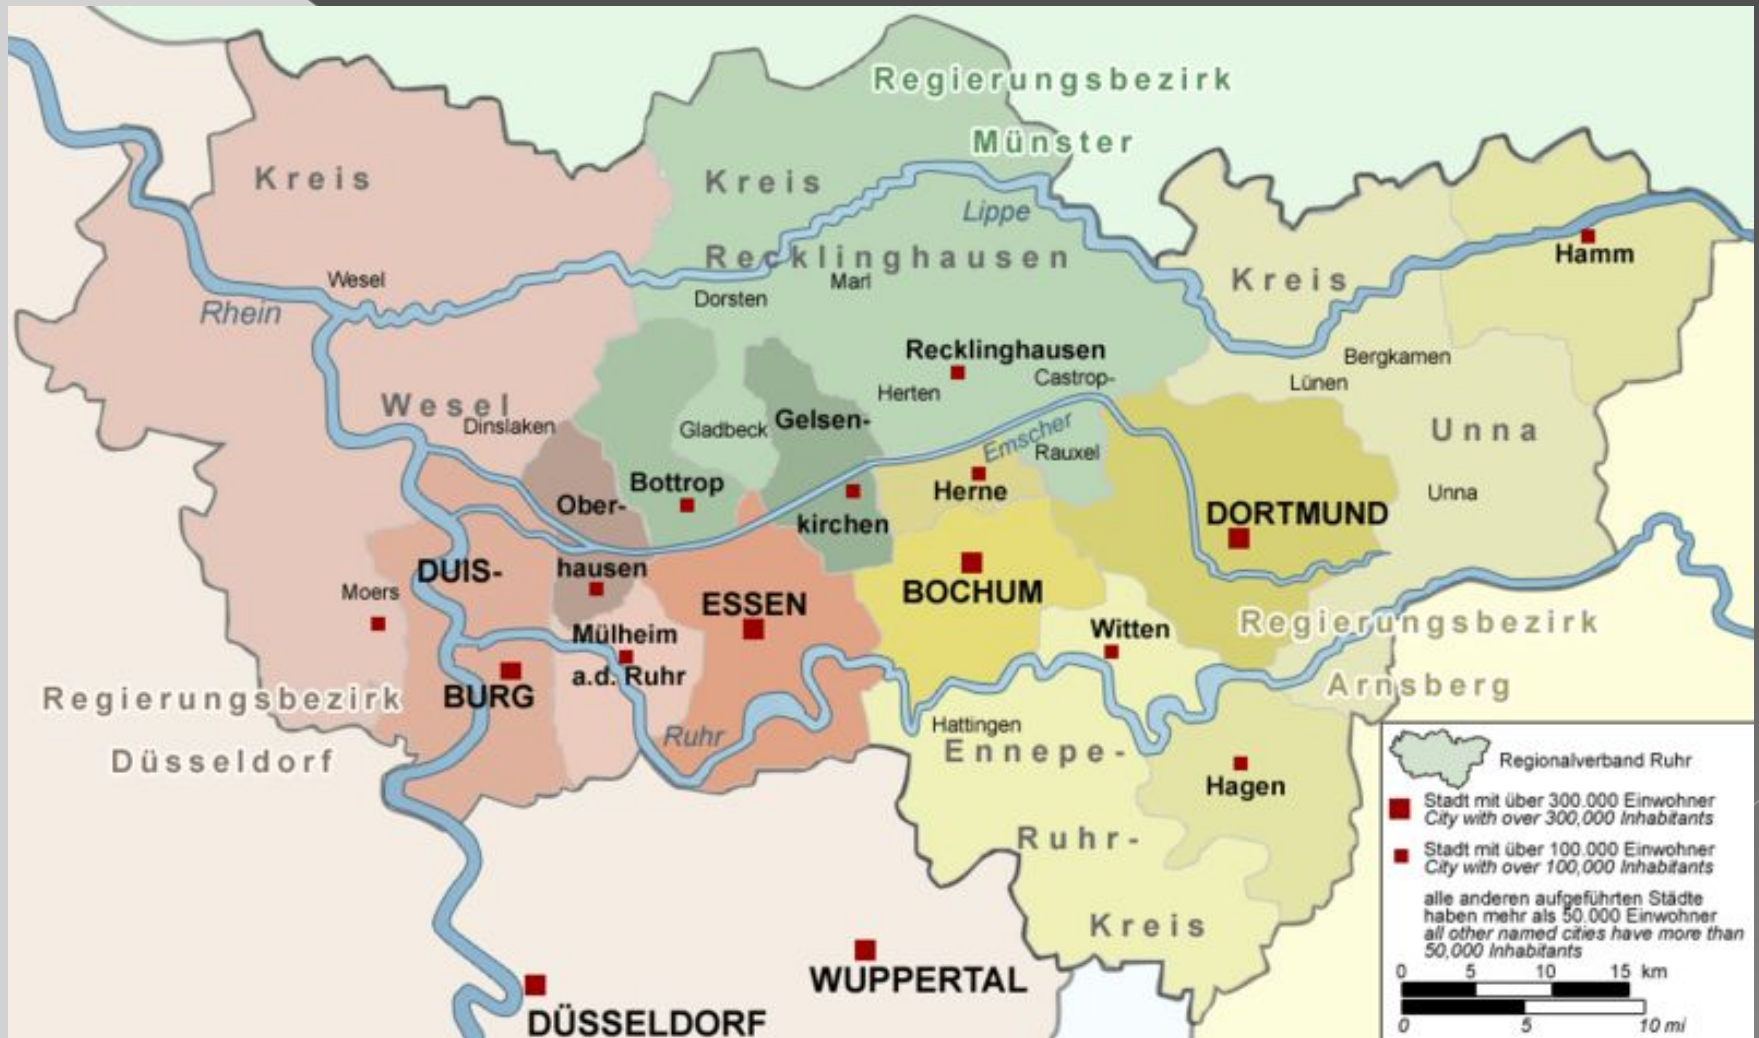 Regierungsbezirk
Münster
Kreis
Kreis
Lippe
Recklinghausen
Hamm
Wesel
Marl
Kreis
Rhein
Dorsten
Recklinghausen
Bergkamen
Castrop-
Lünen
Herten
Wesel
Dinslaken
Gladbeck
Gelsen-
Emscher
Unna
Rauxel
Bottrop
Herne
Unna
Ober-
kirchen
DORTMUND
DUIS-
hausen
Moers
ESSEN
BOCHUM
Mülheim
a.d. Ruhr
Witten
Regierungsbezirk
Arnsberg
Regierungsbezirk
Düsseldorf
BURG
Ruhr
Hattingen
Ennepe-
Hagen
Ruhr-
Kreis
WUPPERTAL
DÜSSELDORF
Regionalverband Ruhr
Stadt mit über 300.000 Einwohner
City with over 300,000 Inhabitants
Stadt mit über 100.000 Einwohner
City with over 100,000 Inhabitants
alle anderen aufgeführten Städte
haben mehr als 50.000 Einwohner
all other named cities have more than
50,000 Inhabitants
0 5 10 15 km
0 5 10 mi